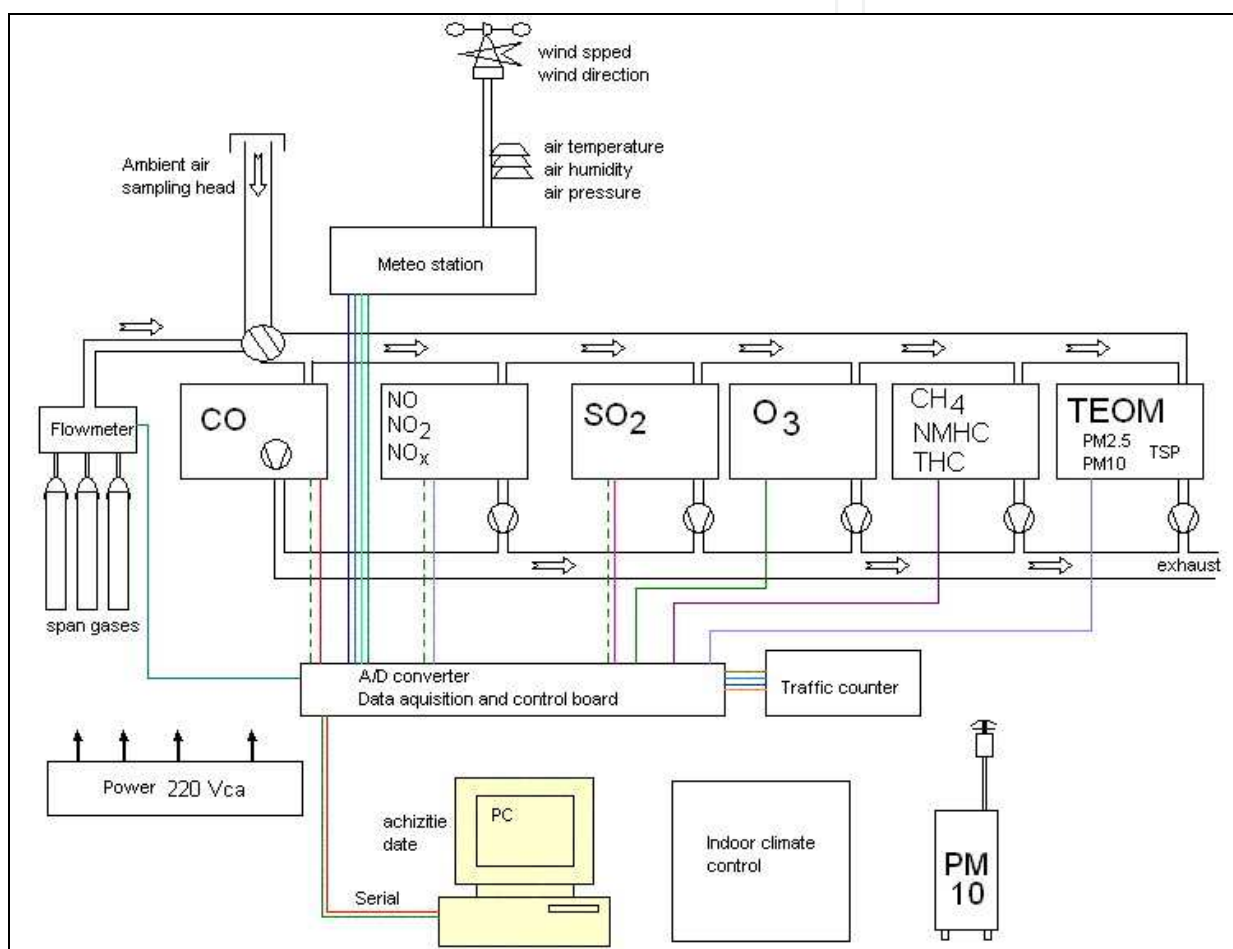 wind spped
wind direction
air temperature
air humidity
air pressure
Ambient air
sampling head
Meteo station
Flowmeter
span gases
CO
NO
NO2
NOx
SO2
O3
CH4
NMHC
THC
TEOM
PM2.5
PM10
TSP
exhaust
A/D converter
Data aquisition and control board
Traffic counter
Power 220 Vca
achizitie
date
PC
Serial
Indoor climate
control
PM
10